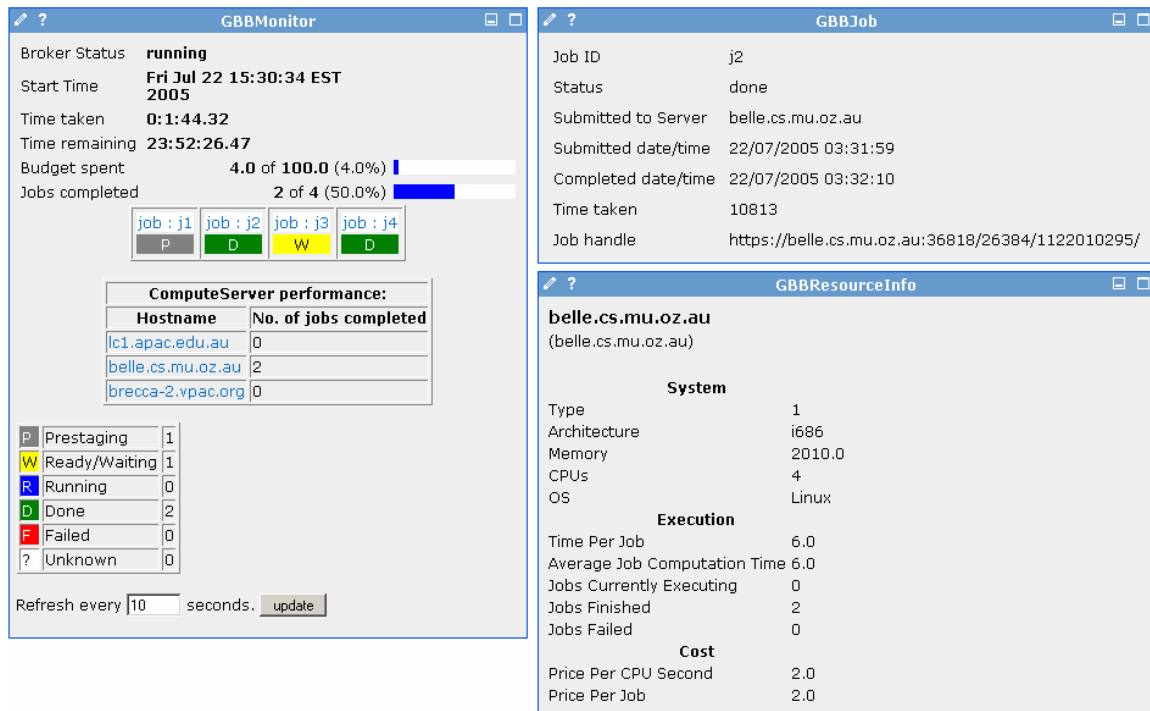 ? GBBMonitor
Broker Status running
Start Time Fri Jul 22 15:30:34 EST
2005
Time taken 0:1:44.32
Time remaining 23:52:26.47
Budget spent 4.0 of 100.0 (4.0%)
Jobs completed 2 of 4 (50.0%)
job : j1 job : j2 job : j3 job : j4
P D W D
ComputeServer performance:
Hostname No. of jobs completed
lc1.apac.edu.au 0
belle.cs.mu.oz.au 2
brecca-2.vpac.org 0
P Prestaging 1
W Ready/Waiting 1
R Running 0
D Done 2
F Failed 0
? Unknown 0
Refresh every 10 seconds. update
? GBBJob
Job ID j2
Status done
Submitted to Server belle.cs.mu.oz.au
Submitted date/time 22/07/2005 03:31:59
Completed date/time 22/07/2005 03:32:10
Time taken 10813
Job handle https://belle.cs.mu.oz.au:36818/26384/1122010295/
? GBBResourceInfo
belle.cs.mu.oz.au
(belle.cs.mu.oz.au)
System
Type 1
Architecture i686
Memory 2010.0
CPUs 4
OS Linux
Execution
Time Per Job 6.0
Average Job Computation Time 6.0
Jobs Currently Executing 0
Jobs Finished 2
Jobs Failed 0
Cost
Price Per CPU Second 2.0
Price Per Job 2.0